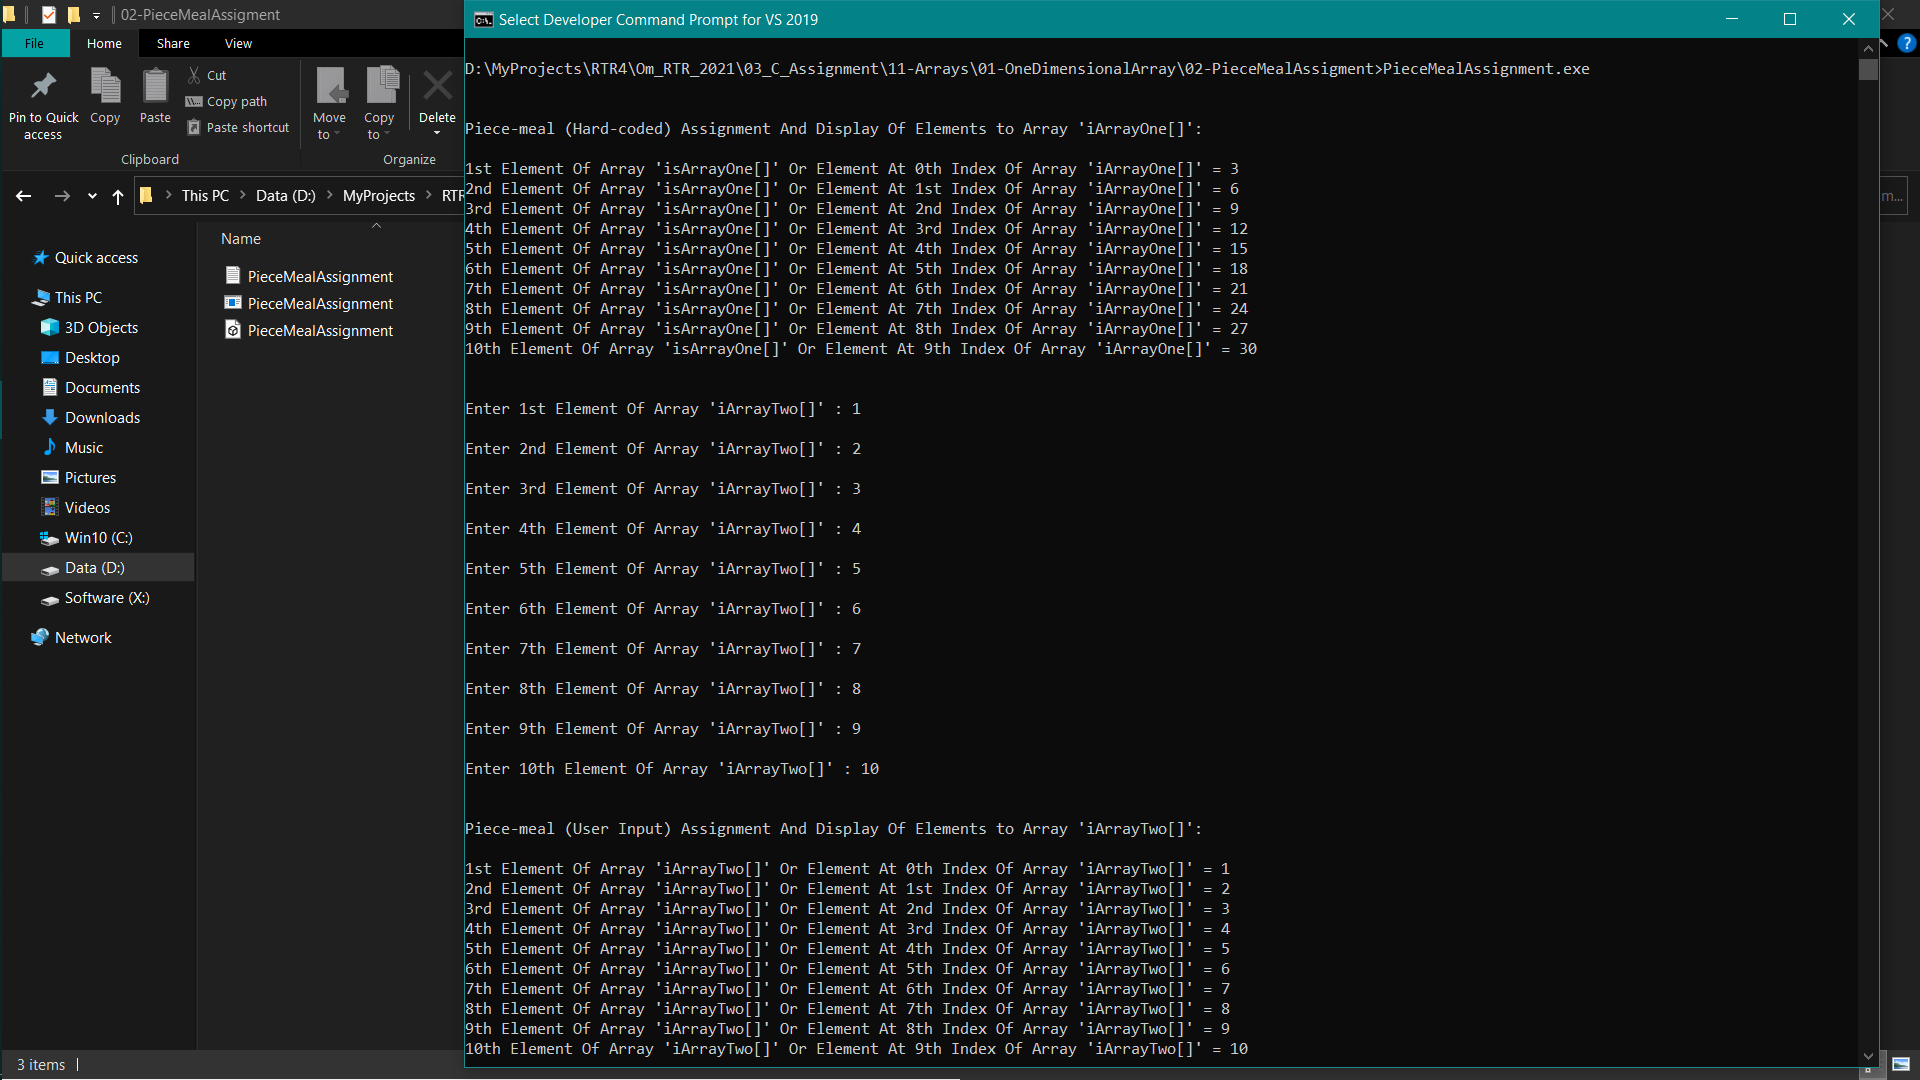 02-PieceMealAssigment
File
Home
Share
View
Pin to Quick access
Copy
Paste
Cut
Copy path
Paste shortcut
Move to
Copy to
Delete
Clipboard
Organize
This PC
Data (D:)
MyProjects
RTR
Name
Quick access
This PC
3D Objects
Desktop
Documents
Downloads
Music
Pictures
Videos
Win10 (C:)
Data (D:)
Software (X:)
Network
PieceMealAssignment
PieceMealAssignment
PieceMealAssignment
3 items
m...
Select Developer Command Prompt for VS 2019
D:\MyProjects\RTR4\Om_RTR_2021\03_C_Assignment\11-Arrays\01-OneDimensionalArray\02-PieceMealAssigment>PieceMealAssignment.exe
Piece-meal (Hard-coded) Assignment And Display Of Elements to Array 'iArrayOne[]':
1st Element Of Array 'isArrayOne[]' Or Element At 0th Index Of Array 'iArrayOne[]' = 3
2nd Element Of Array 'isArrayOne[]' Or Element At 1st Index Of Array 'iArrayOne[]' = 6
3rd Element Of Array 'isArrayOne[]' Or Element At 2nd Index Of Array 'iArrayOne[]' = 9
4th Element Of Array 'isArrayOne[]' Or Element At 3rd Index Of Array 'iArrayOne[]' = 12
5th Element Of Array 'isArrayOne[]' Or Element At 4th Index Of Array 'iArrayOne[]' = 15
6th Element Of Array 'isArrayOne[]' Or Element At 5th Index Of Array 'iArrayOne[]' = 18
7th Element Of Array 'isArrayOne[]' Or Element At 6th Index Of Array 'iArrayOne[]' = 21
8th Element Of Array 'isArrayOne[]' Or Element At 7th Index Of Array 'iArrayOne[]' = 24
9th Element Of Array 'isArrayOne[]' Or Element At 8th Index Of Array 'iArrayOne[]' = 27
10th Element Of Array 'isArrayOne[]' Or Element At 9th Index Of Array 'iArrayOne[]' = 30
Enter 1st Element Of Array 'iArrayTwo[]' : 1
Enter 2nd Element Of Array 'iArrayTwo[]' : 2
Enter 3rd Element Of Array 'iArrayTwo[]' : 3
Enter 4th Element Of Array 'iArrayTwo[]' : 4
Enter 5th Element Of Array 'iArrayTwo[]' : 5
Enter 6th Element Of Array 'iArrayTwo[]' : 6
Enter 7th Element Of Array 'iArrayTwo[]' : 7
Enter 8th Element Of Array 'iArrayTwo[]' : 8
Enter 9th Element Of Array 'iArrayTwo[]' : 9
Enter 10th Element Of Array 'iArrayTwo[]' : 10
Piece-meal (User Input) Assignment And Display Of Elements to Array 'iArrayTwo[]':
1st Element Of Array 'iArrayTwo[]' Or Element At 0th Index Of Array 'iArrayTwo[]' = 1
2nd Element Of Array 'iArrayTwo[]' Or Element At 1st Index Of Array 'iArrayTwo[]' = 2
3rd Element Of Array 'iArrayTwo[]' Or Element At 2nd Index Of Array 'iArrayTwo[]' = 3
4th Element Of Array 'iArrayTwo[]' Or Element At 3rd Index Of Array 'iArrayTwo[]' = 4
5th Element Of Array 'iArrayTwo[]' Or Element At 4th Index Of Array 'iArrayTwo[]' = 5
6th Element Of Array 'iArrayTwo[]' Or Element At 5th Index Of Array 'iArrayTwo[]' = 6
7th Element Of Array 'iArrayTwo[]' Or Element At 6th Index Of Array 'iArrayTwo[]' = 7
8th Element Of Array 'iArrayTwo[]' Or Element At 7th Index Of Array 'iArrayTwo[]' = 8
9th Element Of Array 'iArrayTwo[]' Or Element At 8th Index Of Array 'iArrayTwo[]' = 9
10th Element Of Array 'iArrayTwo[]' Or Element At 9th Index Of Array 'iArrayTwo[]' = 10